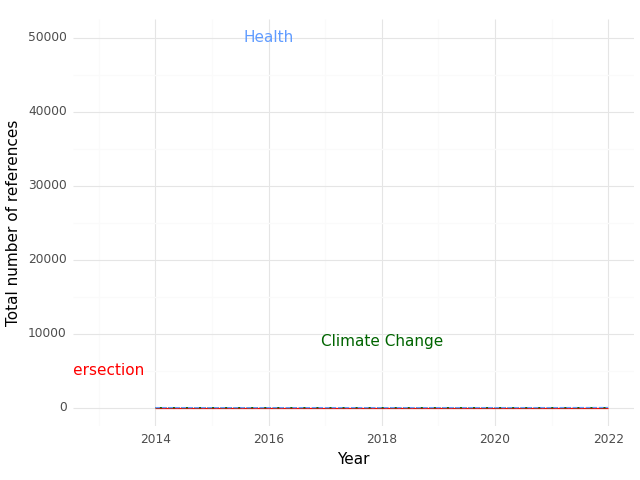 50000
Health
40000
30000
20000
10000
Climate Change
ersection
0
2014 2016 2018 2020 2022
Year
Total number of references